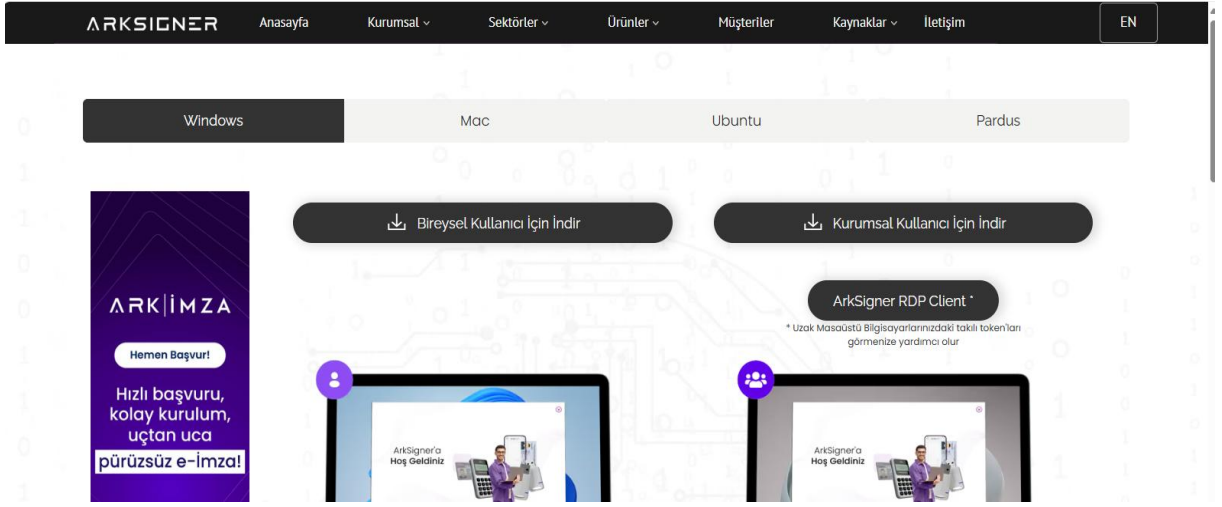 ARKSIGNER
Anasayfa
Kurumsal
Sektörler
Ürünler
Müşteriler
Kaynaklar
İletişim
EN
Windows
Mac
Ubuntu
Pardus
ARK|İMZA
Hemen Başvur!
Hızlı başvuru,
kolay kurulum,
uçtan uca
pürüzsüz e-İmza!
Bireysel Kullanıcı İçin İndir
Kurumsal Kullanıcı İçin İndir
ArkSigner RDP Client *
* Uzak Masaüstü Bilgisayarlarınızdaki takılı token'ları
görmenize yardımcı olur
ArkSigner'a
Hoş Geldiniz
ArkSigner'a
Hoş Geldiniz